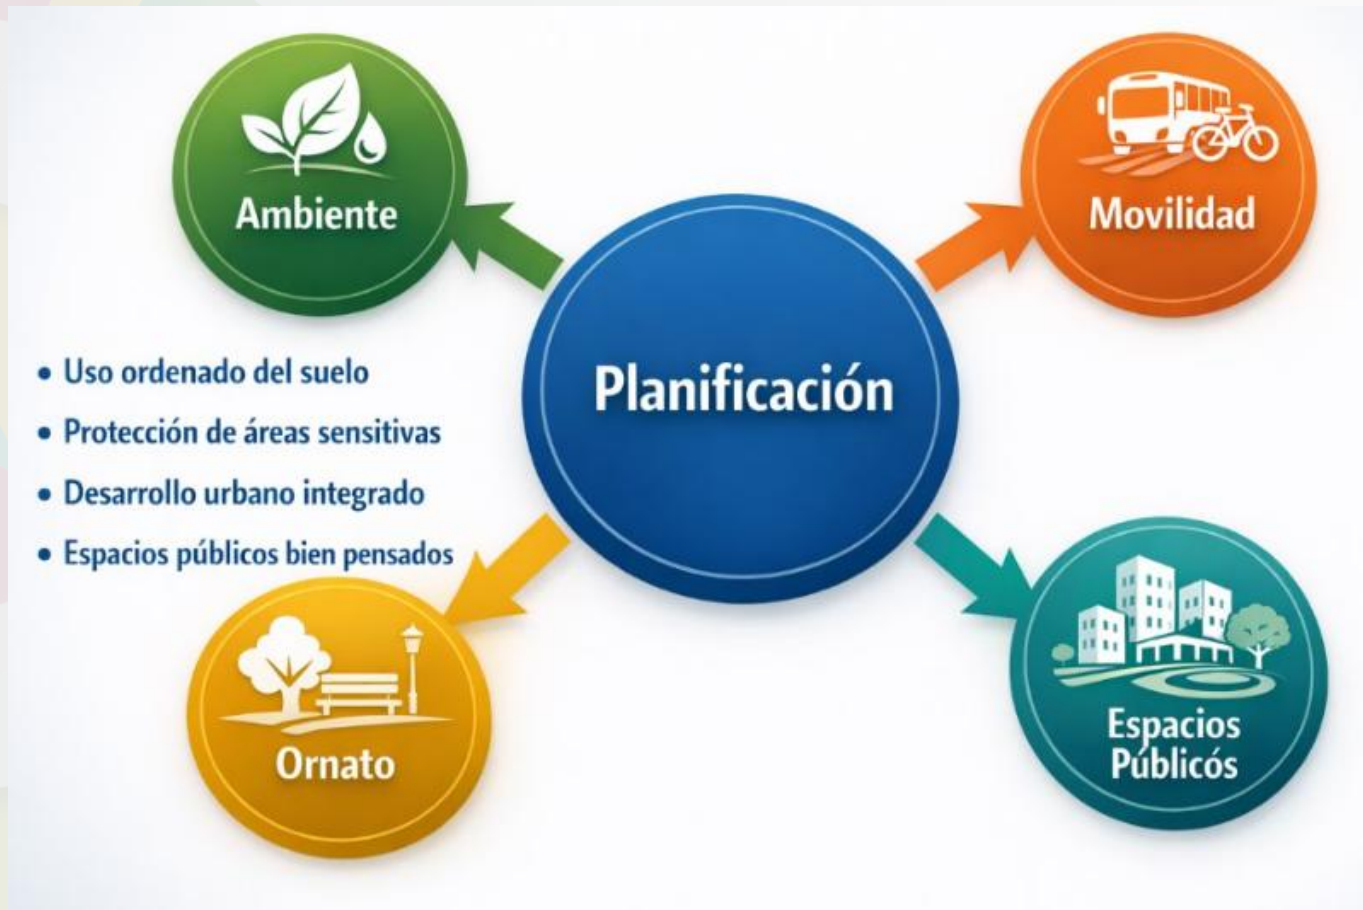 Ambiente
Movilidad
Planificación
• Uso ordenado del suelo
• Protección de áreas sensitivas
• Desarrollo urbano integrado
• Espacios públicos bien pensados
Ornato
Espacios
Públicós